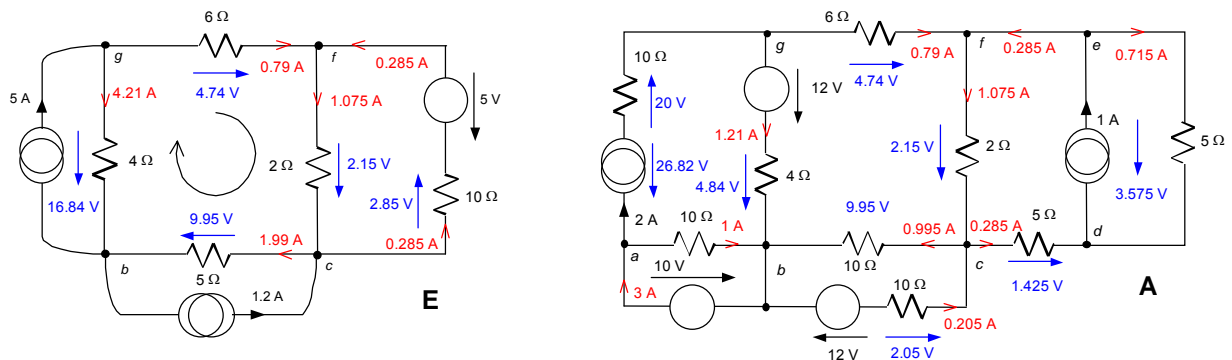 6 Ω
g
f
0.79 A
0.285 A
4.74 V
5 A
4.21 A
1.075 A
5 V
4 Ω
2 Ω
2.15 V
16.84 V
2.85 V
10 Ω
9.95 V
1.99 A
0.285 A
b
c
5 Ω
1.2 A
E
6 Ω
g
f
e
0.79 A
0.285 A
0.715 A
10 Ω
12 V
4.74 V
20 V
1.075 A
1 A
1.21 A
2.15 V
2 Ω
5 Ω
26.82 V
4.84 V
4 Ω
3.575 V
2 A
10 Ω
1 A
9.95 V
0.995 A
0.285 A
5 Ω
d
a
10 V
b
10 Ω
c
1.425 V
3 A
10 Ω
0.205 A
12 V
2.05 V
A